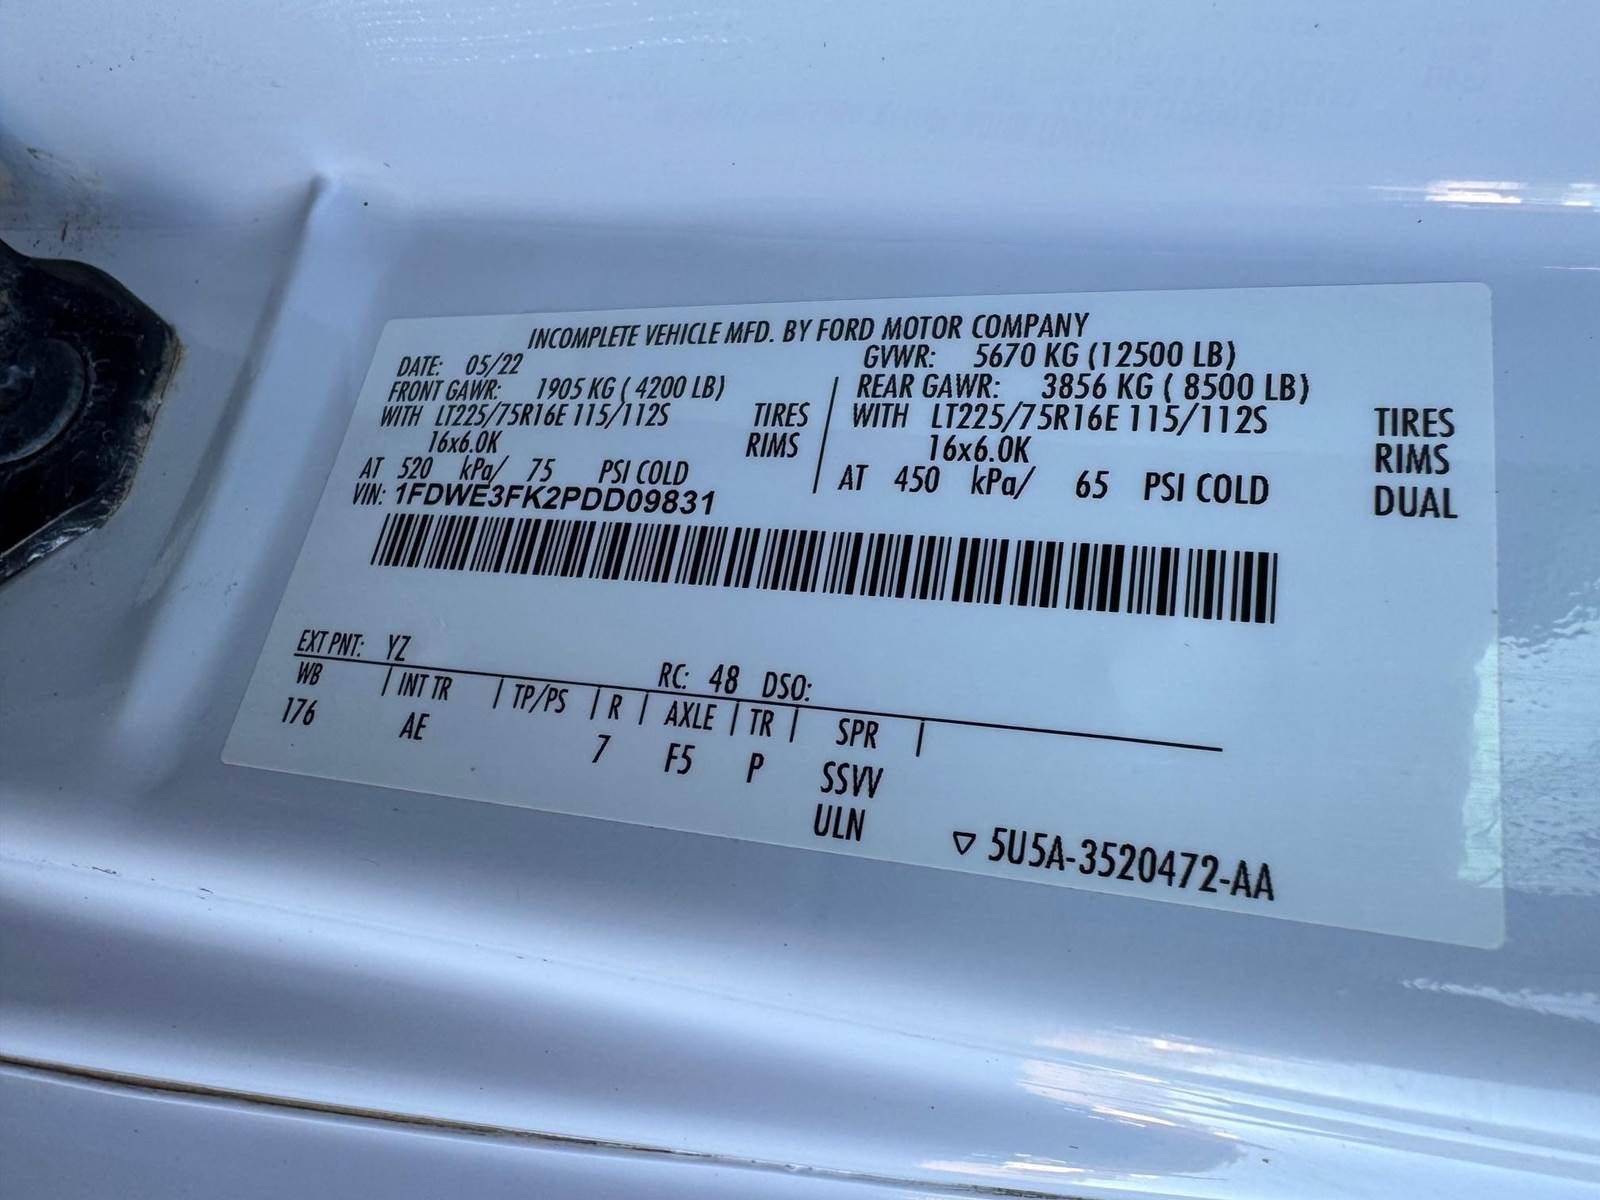 INCOMPLETE VEHICLE MFD. BY FORD MOTOR COMPANY
DATE: 05/22 GVWR: 5670 KG (12500 LB)
FRONT GAWR: 1905 KG ( 4200 LB) REAR GAWR: 3856 KG ( 8500 LB)
WITH LT225/75R16E 115/112S TIRES WITH LT225/75R16E 115/112S TIRES
16x6.0K RIMS 16x6.0K RIMS
AT 520 kPa/ 75 PSI COLD AT 450 kPa/ 65 PSI COLD DUAL
VIN: 1FDWE3FK2PDD09831
EXT PNT: YZ RC: 48 DSO:
WB | INT TR | TP/PS | R | AXLE | TR | SPR |
176 AE 7 F5 P SSVV
ULN
▽ 5U5A-3520472-AA